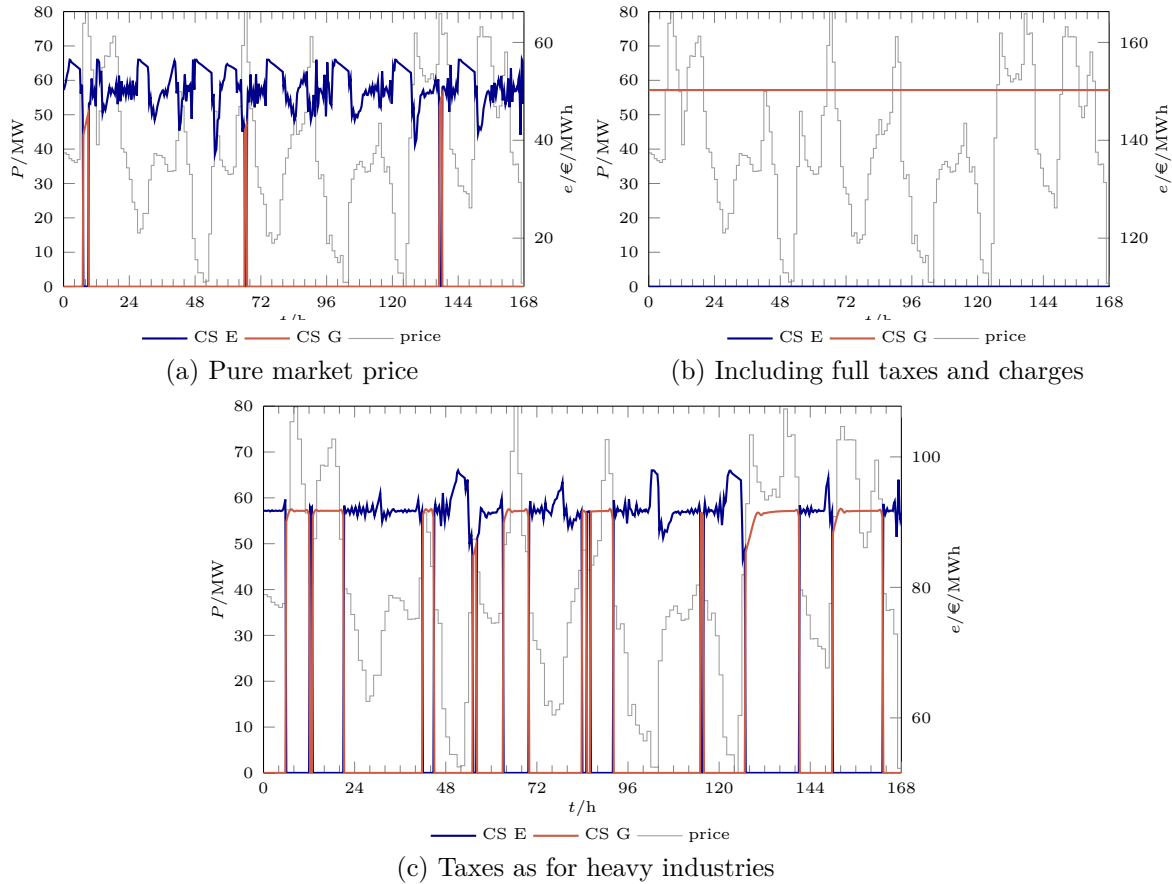 80
70
60
50
40
30
20
10
0
P/MW
0 24 48 72 96 120 144 168
t/h
60
40
20
e/€/MWh
CS E CS G price
(a) Pure market price
80
70
60
50
40
30
20
10
0
P/MW
0 24 48 72 96 120 144 168
t/h
160
140
120
e/€/MWh
CS E CS G price
(b) Including full taxes and charges
80
70
60
50
40
30
20
10
0
P/MW
0 24 48 72 96 120 144 168
t/h
100
80
60
e/€/MWh
CS E CS G price
(c) Taxes as for heavy industries